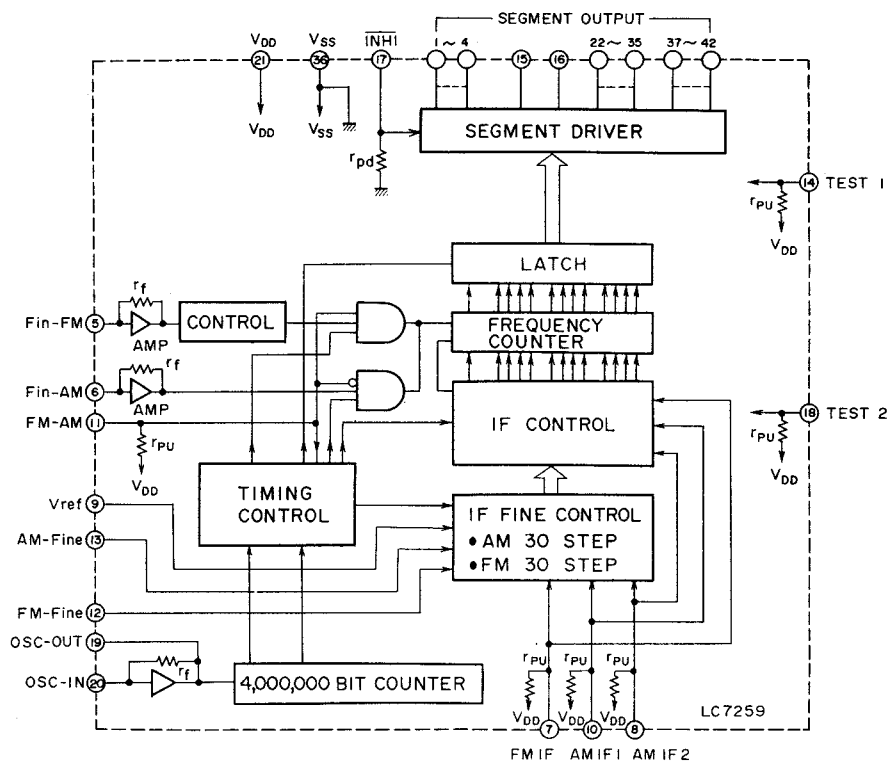 SEGMENT OUTPUT
VDD VSS INH1 1 ~ 4 22 ~ 35 37 ~ 42
21 36 17 15 16
VDD VSS
rpd
SEGMENT DRIVER
14 TEST 1
rPU
VDD
LATCH
rf
Fin-FM 5
AMP
CONTROL
FREQUENCY
COUNTER
rf
Fin-AM 6
AMP
FM-AM 11
rPU
VDD
IF CONTROL
18 TEST 2
rPU
VDD
TIMING
CONTROL
Vref 9
AM-Fine 13
IF FINE CONTROL
• AM 30 STEP
• FM 30 STEP
FM-Fine 12
OSC-OUT 19
rf
OSC-IN 20
4,000,000 BIT COUNTER
rPU rPU rPU
VDD VDD VDD
7 10 8
LC7259
FM IF AM IF1 AM IF2